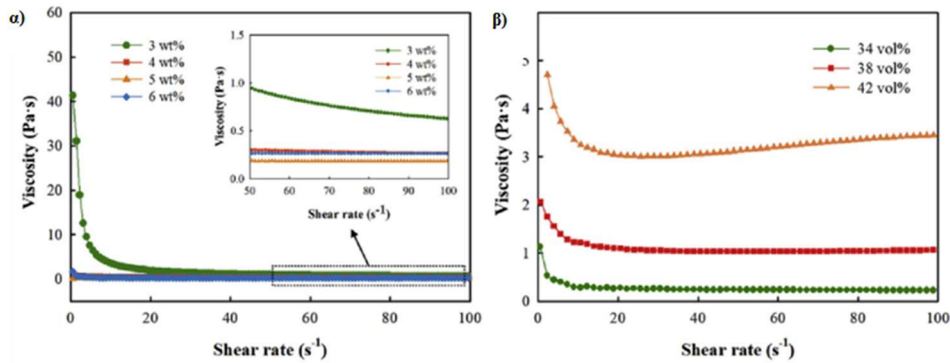 α)
60
50
40
30
20
10
0
Viscosity (Pa·s)
3 wt%
4 wt%
5 wt%
6 wt%
1.5
1.0
0.5
0.0
Viscosity (Pa·s)
3 wt%
4 wt%
5 wt%
6 wt%
50 60 70 80 90 100
Shear rate (s⁻¹)
0 20 40 60 80 100
Shear rate (s⁻¹)
β)
5
4
3
2
1
0
Viscosity (Pa·s)
34 vol%
38 vol%
42 vol%
0 20 40 60 80 100
Shear rate (s⁻¹)